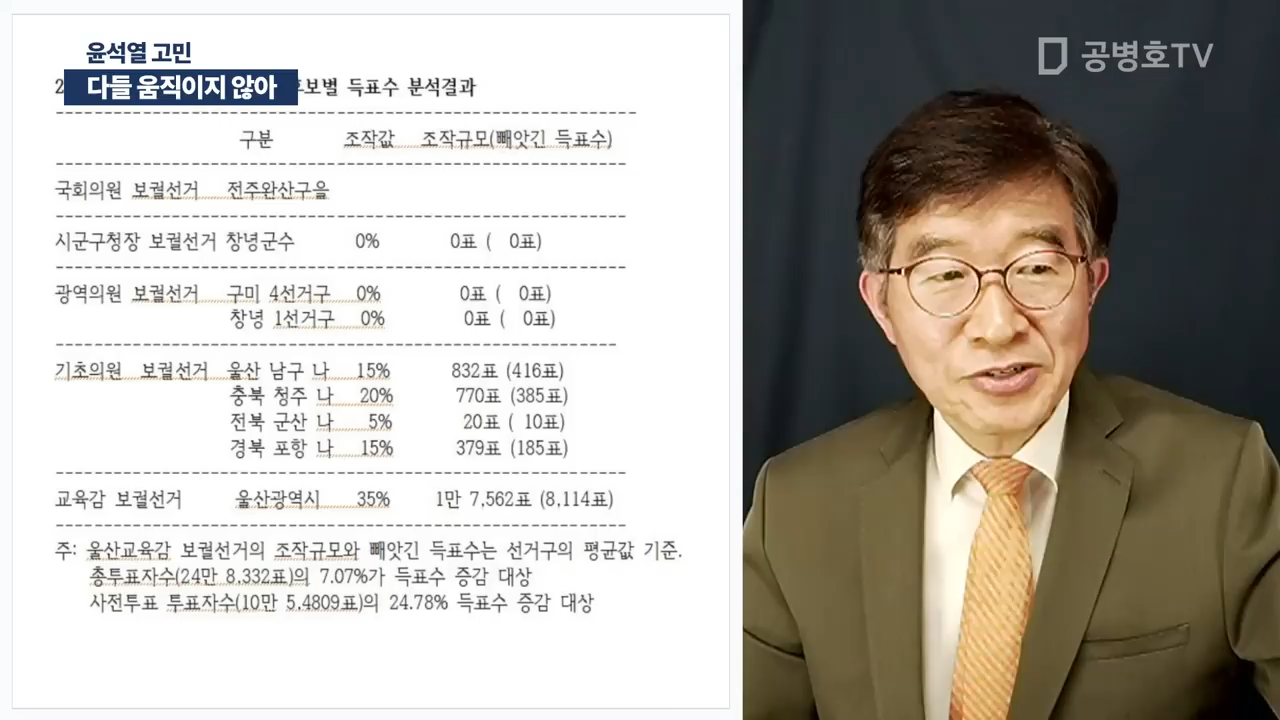 윤석열 고민
다들 움직이지 않아
공병호TV
2 후보별 득표수 분석결과
구분 조작값 조작규모(빼앗긴 득표수)
국회의원 보궐선거 전주완산구을
시군구청장 보궐선거 창녕군수 0% 0표 ( 0표)
광역의원 보궐선거 구미 4선거구 0% 0표 ( 0표)
창녕 1선거구 0% 0표 ( 0표)
기초의원 보궐선거 울산 남구 나 15% 832표 (416표)
충북 청주 나 20% 770표 (385표)
전북 군산 나 5% 20표 ( 10표)
경북 포항 나 15% 379표 (185표)
교육감 보궐선거 울산광역시 35% 1만 7,562표 (8,114표)
주: 울산교육감 보궐선거의 조작규모와 빼앗긴 득표수는 선거구의 평균값 기준.
총투표자수(24만 8,332표)의 7.07%가 득표수 증감 대상
사전투표 투표자수(10만 5,4809표)의 24.78% 득표수 증감 대상